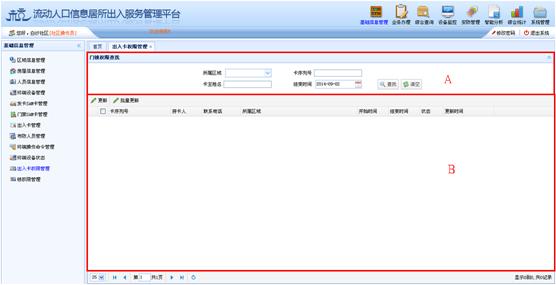 流动人口信息居所出入服务管理平台
基础信息管理 业务办理 综合查询 设备监控 安防管理 智能分析 综合统计 系统管理
您好，白沙社区 [社区操作员]
修改密码 退出系统
基础信息管理
首页 出入卡权限管理
区域信息管理
房屋信息管理
人员信息管理
终端设备管理
发卡SAM卡管理
门禁SAM卡管理
出入卡管理
布防人员管理
终端操作命令管理
终端设备状态
出入卡权限管理
锁权限管理
门锁权限查找
所属区域 卡序列号
卡主姓名 结束时间 2014-09-02 查找 清空
A
更新 批量更新
卡序列号 持卡人 联系电话 所属区域 开始时间 结束时间 状态 更新时间
B
25 第 1 共1页
显示0到0, 共0记录